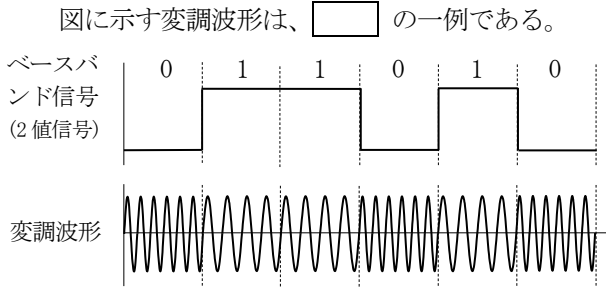 図に示す変調波形は、 の一例である。
ベースバ
ンド信号
(2 値信号)
0 1 1 0 1 0
変調波形